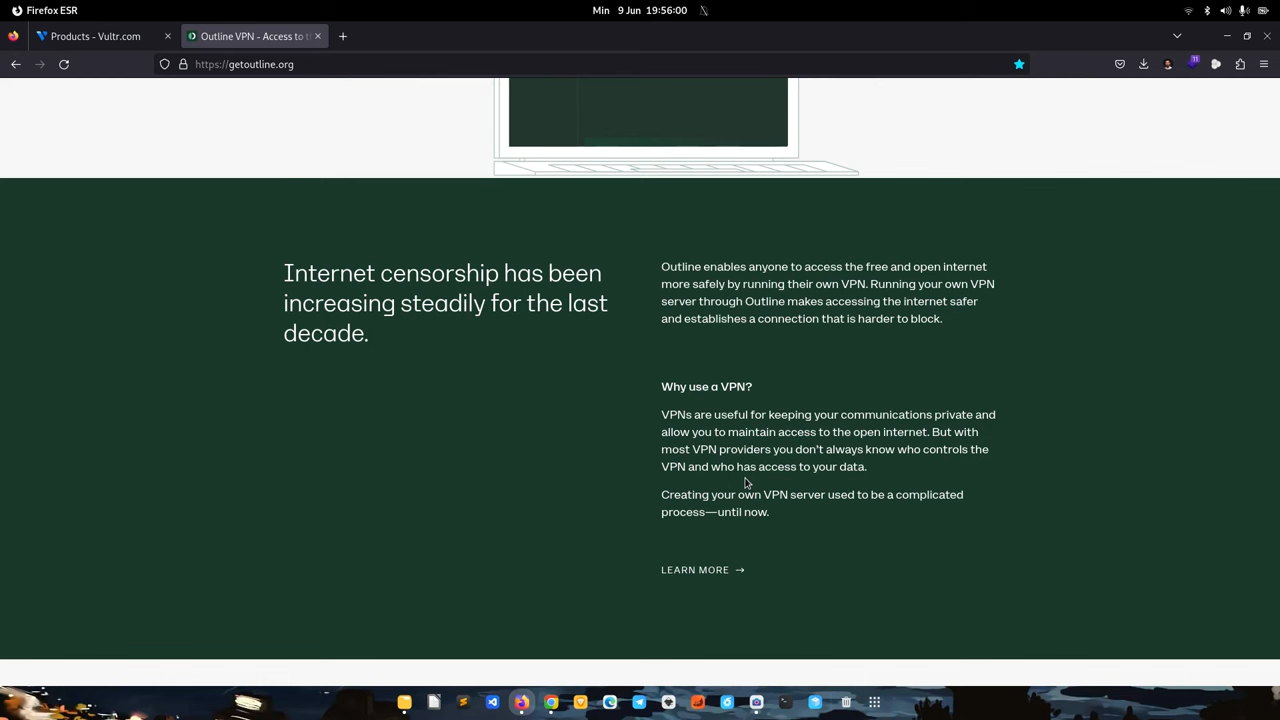 Firefox ESR
Min 9 Jun 19:56:00
Products - Vultr.com
Outline VPN - Access to t
https://getoutline.org
11
Internet censorship has been
increasing steadily for the last
decade.
Outline enables anyone to access the free and open internet
more safely by running their own VPN. Running your own VPN
server through Outline makes accessing the internet safer
and establishes a connection that is harder to block.
Why use a VPN?
VPNs are useful for keeping your communications private and
allow you to maintain access to the open internet. But with
most VPN providers you don’t always know who controls the
VPN and who has access to your data.
Creating your own VPN server used to be a complicated
process—until now.
LEARN MORE →